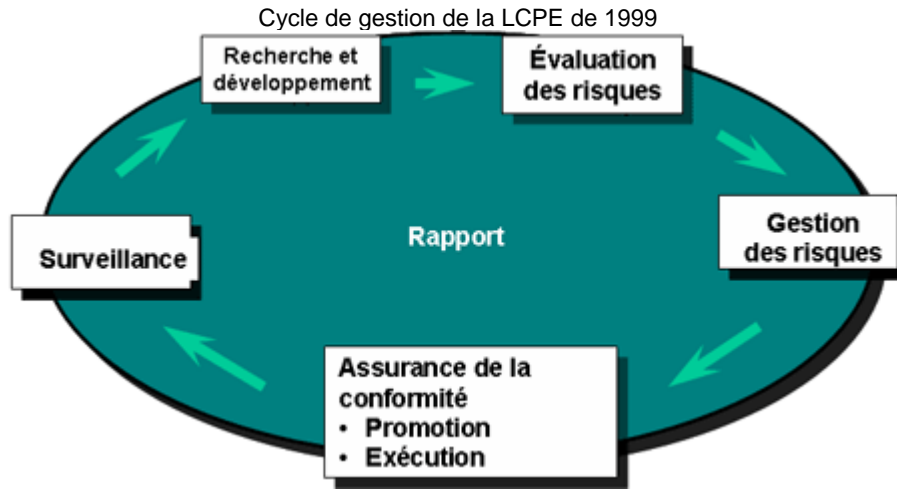 Cycle de gestion de la LCPE de 1999
Recherche et
développement
Évaluation
des risques
Gestion
des risques
Rapport
Surveillance
Assurance de la
conformité
• Promotion
• Exécution